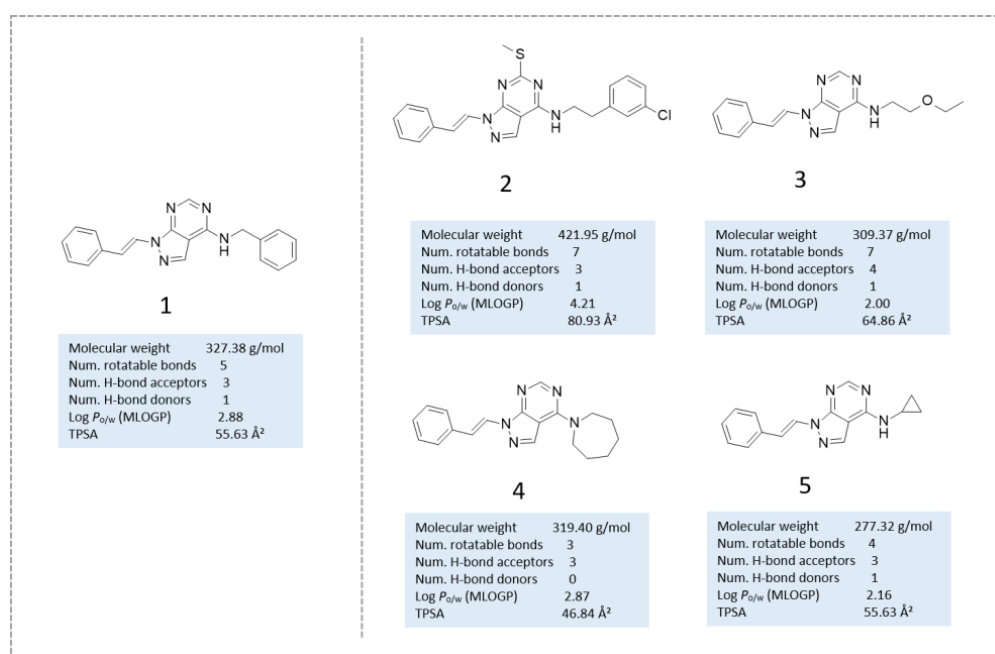 S
N
N
N
N
N
H
Cl
2
Molecular weight 421.95 g/mol
Num. rotatable bonds 7
Num. H-bond acceptors 3
Num. H-bond donors 1
Log Po/w (MLOGP) 4.21
TPSA 80.93 Å²
N
N
N
N
N
H
O
3
Molecular weight 309.37 g/mol
Num. rotatable bonds 7
Num. H-bond acceptors 4
Num. H-bond donors 1
Log Po/w (MLOGP) 2.00
TPSA 64.86 Å²
N
N
N
N
N
H
1
Molecular weight 327.38 g/mol
Num. rotatable bonds 5
Num. H-bond acceptors 3
Num. H-bond donors 1
Log Po/w (MLOGP) 2.88
TPSA 55.63 Å²
N
N
N
N
N
4
Molecular weight 319.40 g/mol
Num. rotatable bonds 3
Num. H-bond acceptors 3
Num. H-bond donors 0
Log Po/w (MLOGP) 2.87
TPSA 46.84 Å²
N
N
N
N
N
H
5
Molecular weight 277.32 g/mol
Num. rotatable bonds 4
Num. H-bond acceptors 3
Num. H-bond donors 1
Log Po/w (MLOGP) 2.16
TPSA 55.63 Å²